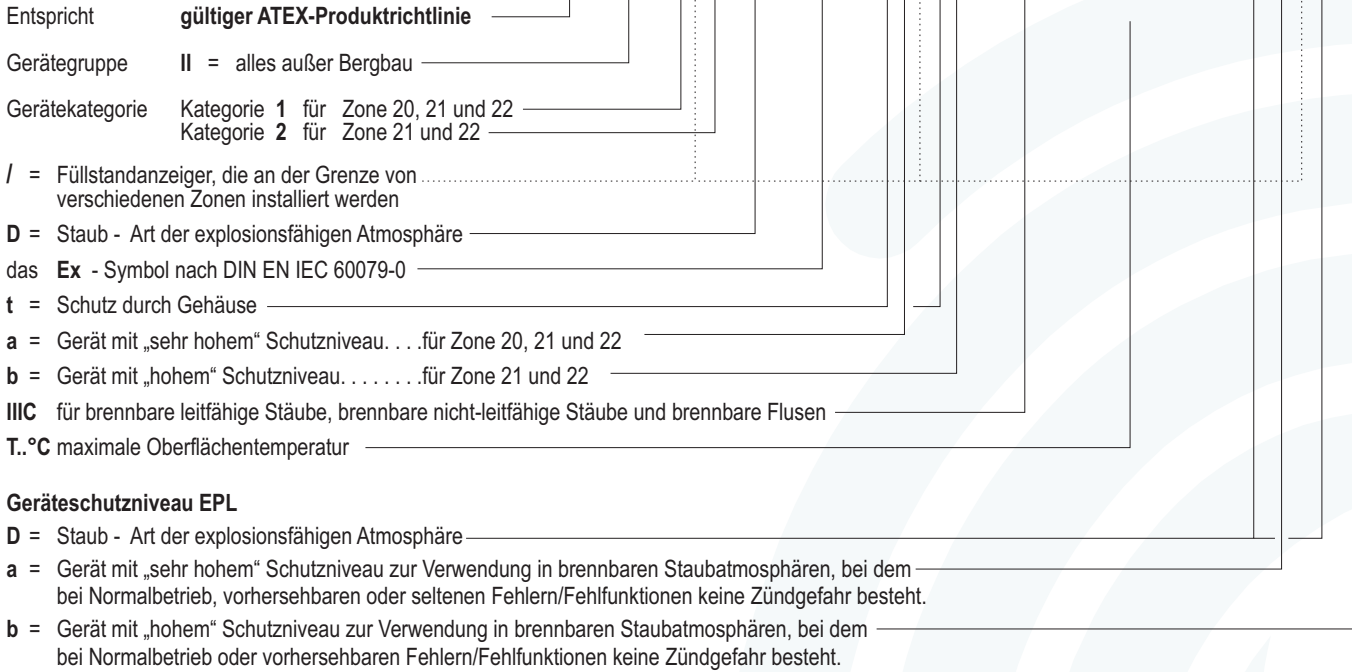 Entspricht gültiger ATEX-Produktrichtlinie
Gerätegruppe II = alles außer Bergbau
Gerätekategorie Kategorie 1 für Zone 20, 21 und 22
Kategorie 2 für Zone 21 und 22
/ = Füllstandanzeiger, die an der Grenze von
verschiedenen Zonen installiert werden
D = Staub - Art der explosionsfähigen Atmosphäre
das Ex - Symbol nach DIN EN IEC 60079-0
t = Schutz durch Gehäuse
a = Gerät mit „sehr hohem“ Schutzniveau. . . .für Zone 20, 21 und 22
b = Gerät mit „hohem“ Schutzniveau. . . . . . . .für Zone 21 und 22
IIIC für brennbare leitfähige Stäube, brennbare nicht-leitfähige Stäube und brennbare Flusen
T..°C maximale Oberflächentemperatur
Geräteschutzniveau EPL
D = Staub - Art der explosionsfähigen Atmosphäre
a = Gerät mit „sehr hohem“ Schutzniveau zur Verwendung in brennbaren Staubatmosphären, bei dem
bei Normalbetrieb, vorhersehbaren oder seltenen Fehlern/Fehlfunktionen keine Zündgefahr besteht.
b = Gerät mit „hohem“ Schutzniveau zur Verwendung in brennbaren Staubatmosphären, bei dem
bei Normalbetrieb oder vorhersehbaren Fehlern/Fehlfunktionen keine Zündgefahr besteht.